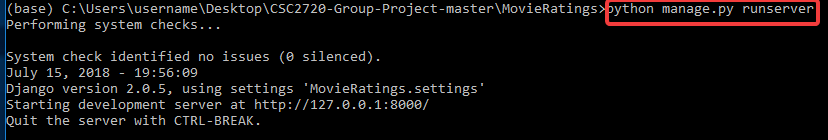 (base) C:\Users\username\Desktop\CSC2720-Group-Project-master\MovieRatings>python manage.py runserver
Performing system checks...
System check identified no issues (0 silenced).
July 15, 2018 - 19:56:09
Django version 2.0.5, using settings 'MovieRatings.settings'
Starting development server at http://127.0.0.1:8000/
Quit the server with CTRL-BREAK.